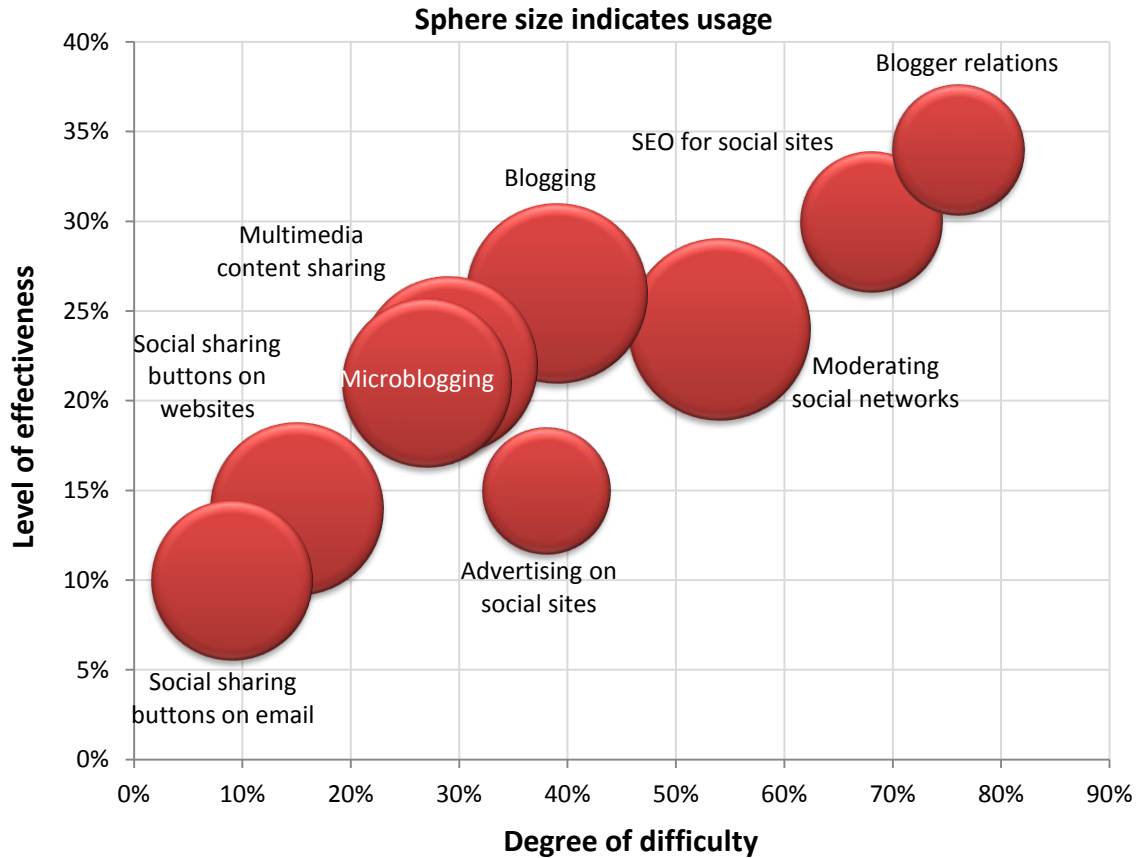 Sphere size indicates usage
40%
35%
30%
25%
20%
15%
10%
5%
0%
Level of effectiveness
Blogger relations
SEO for social sites
Blogging
Multimedia
content sharing
Social sharing
buttons on
websites
Microblogging
Moderating
social networks
Advertising on
social sites
Social sharing
buttons on email
0%
10%
20%
30%
40%
50%
60%
70%
80%
90%
Degree of difficulty